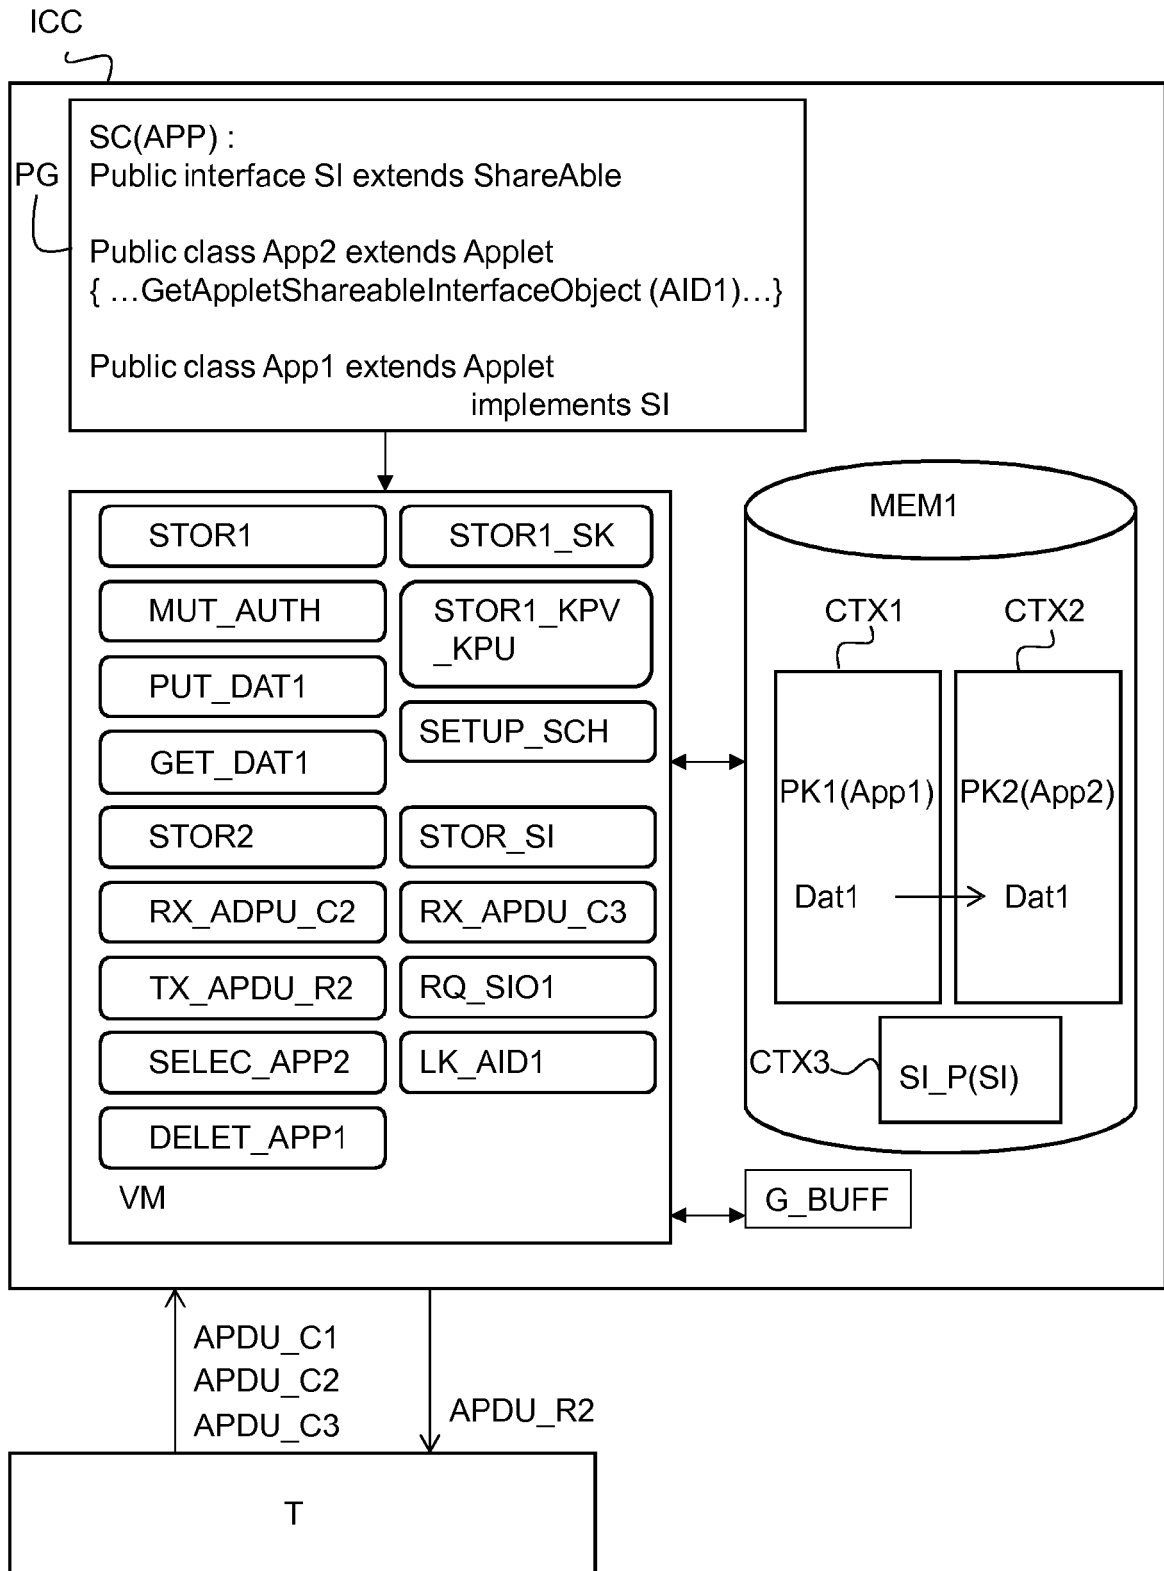 ICC
PG
SC(APP) :
Public interface SI extends ShareAble
Public class App2 extends Applet
{ ...GetAppletShareableInterfaceObject (AID1)...}
Public class App1 extends Applet
implements SI
STOR1
STOR1_SK
MUT_AUTH
STOR1_KPV
_KPU
PUT_DAT1
SETUP_SCH
GET_DAT1
STOR2
STOR_SI
RX_ADPU_C2
RX_APDU_C3
TX_APDU_R2
RQ_SIO1
SELEC_APP2
LK_AID1
DELET_APP1
VM
MEM1
CTX1
CTX2
PK1(App1)
PK2(App2)
Dat1
Dat1
CTX3
SI_P(SI)
G_BUFF
APDU_C1
APDU_C2
APDU_C3
APDU_R2
T